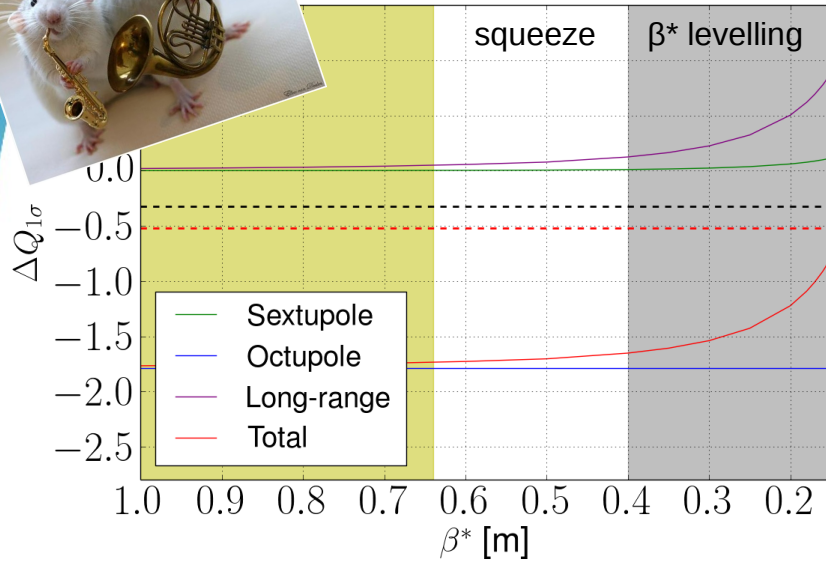 squeeze
β* levelling
0.0
−0.5
−1.0
−1.5
−2.0
−2.5
ΔQ1σ
Sextupole
Octupole
Long-range
Total
1.0 0.9 0.8 0.7 0.6 0.5 0.4 0.3 0.2
β* [m]